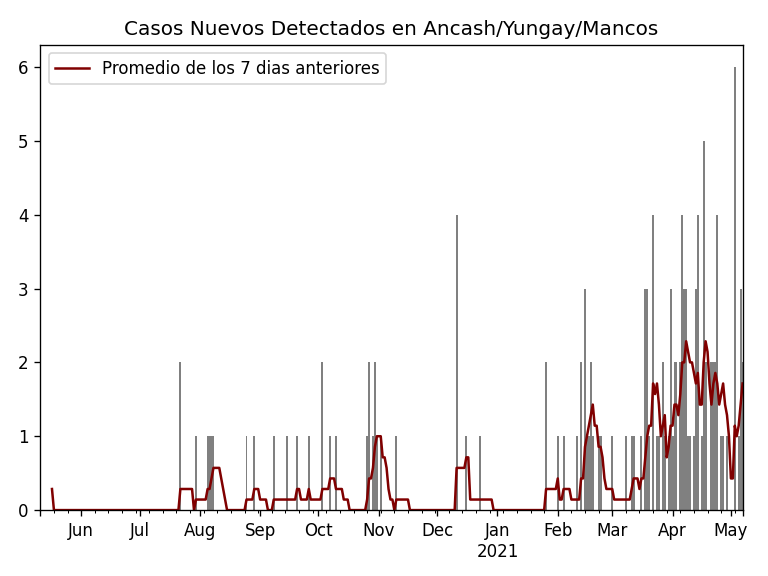 Casos Nuevos Detectados en Ancash/Yungay/Mancos
Promedio de los 7 dias anteriores
6
5
4
3
2
1
0
Jun Jul Aug Sep Oct Nov Dec Jan Feb Mar Apr May
2021